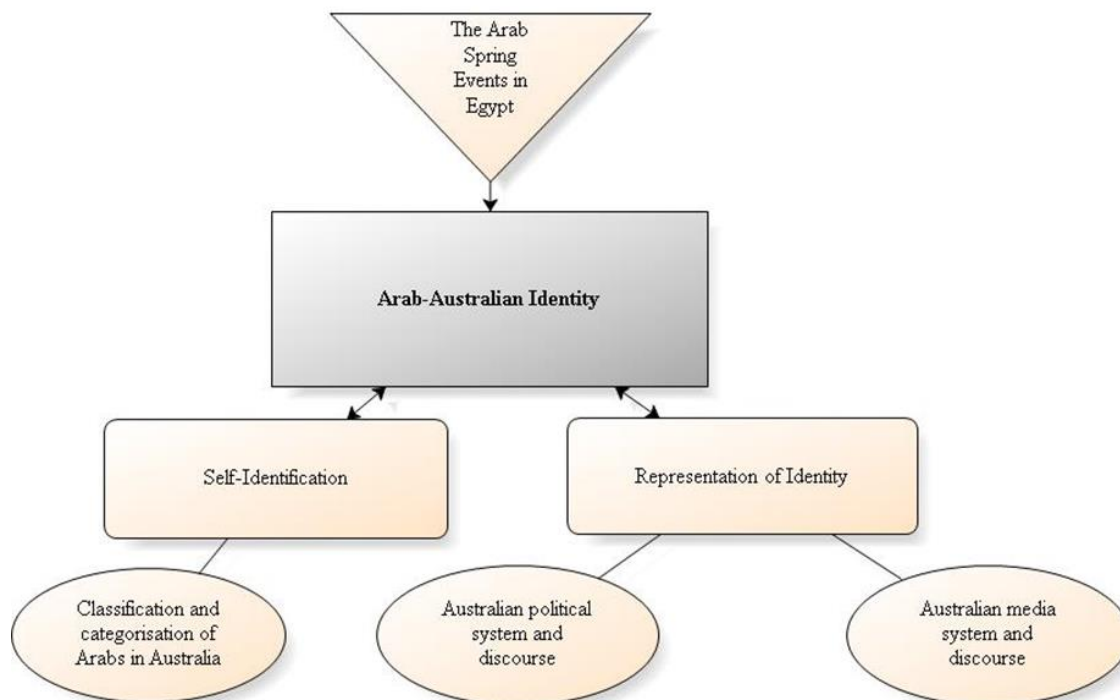 The Arab
Spring
Events in
Egypt
Arab-Australian Identity
Self-Identification
Representation of Identity
Classification and
categorisation of
Arabs in Australia
Australian political
system and
discourse
Australian media
system and
discourse